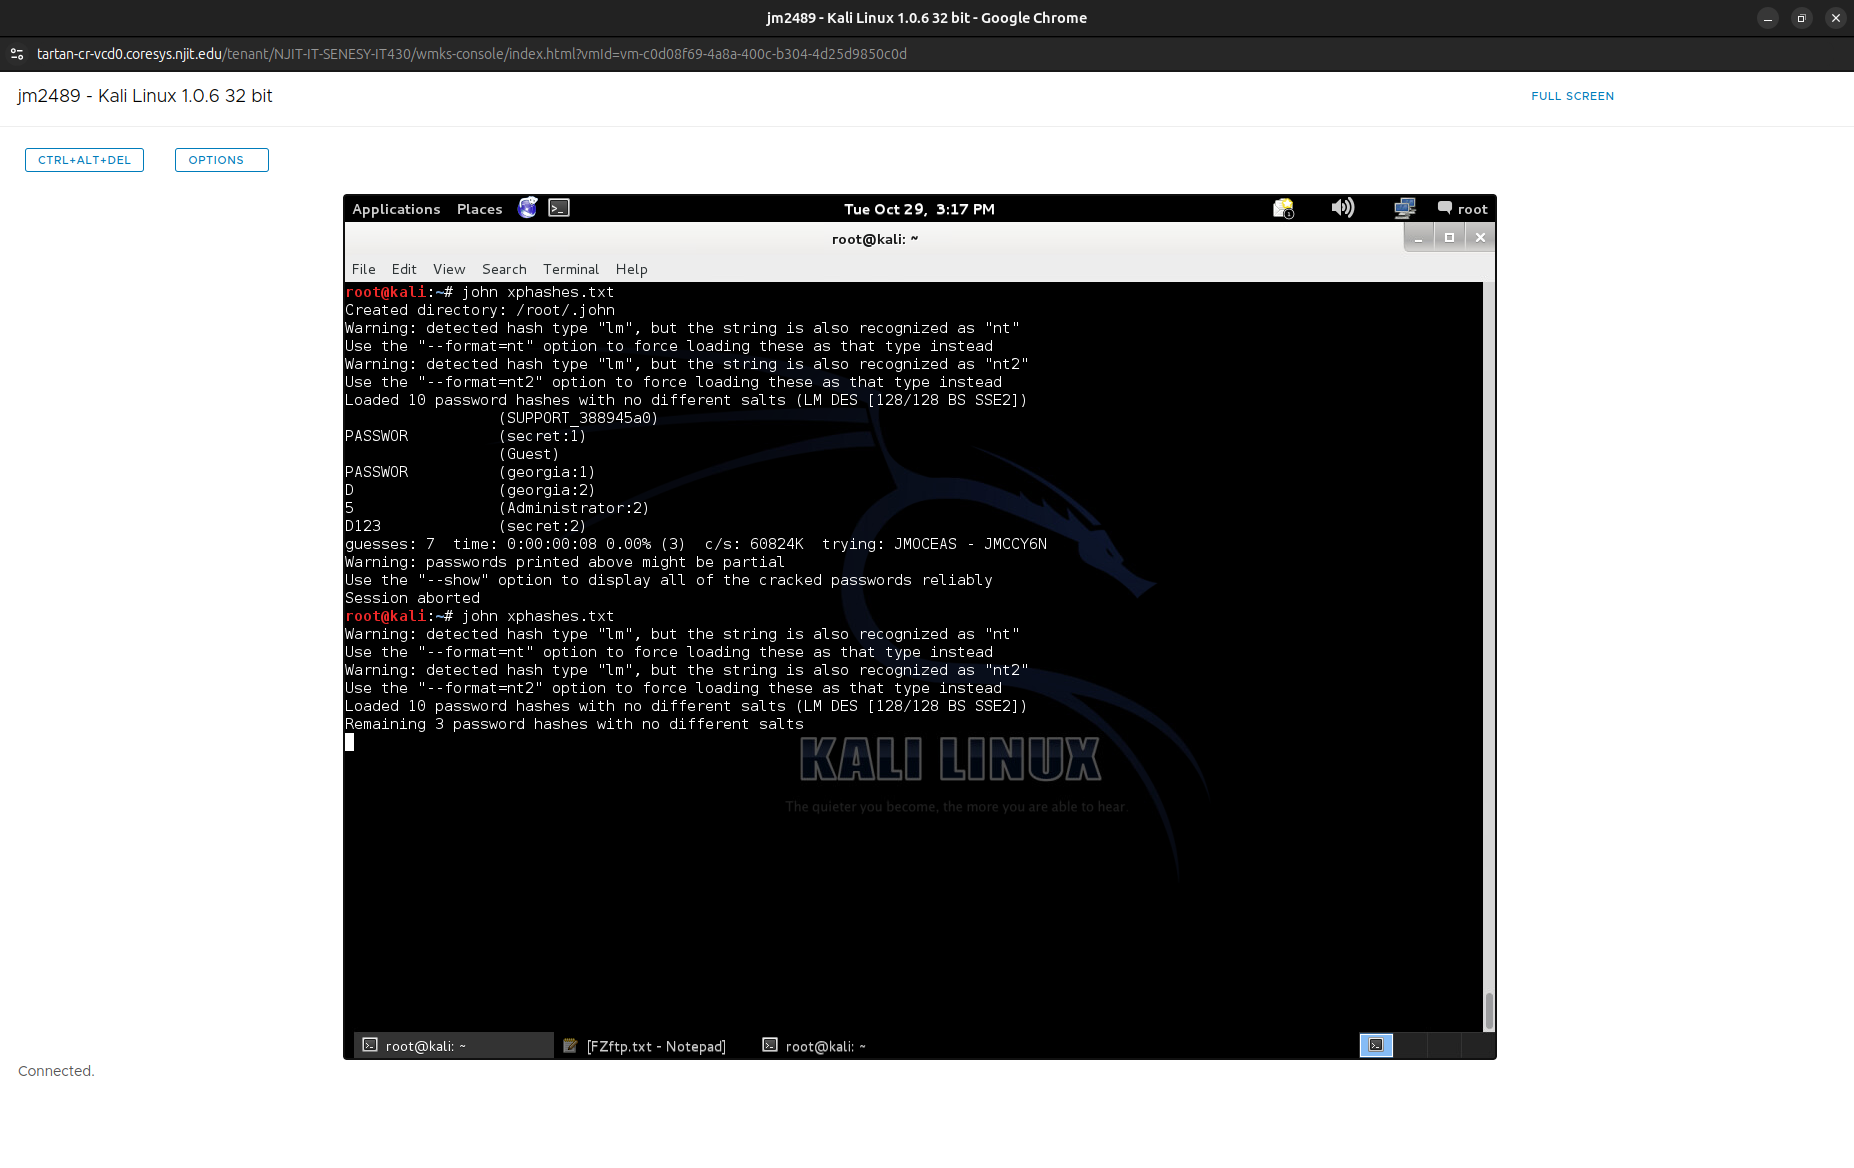 jm2489 - Kali Linux 1.0.6 32 bit - Google Chrome
tartan-cr-vcd0.coresys.njit.edu/tenant/NJIT-IT-SENESY-IT430/wmks-console/index.html?vmId=vm-c0d08f69-4a8a-400c-b304-4d25d9850c0d
jm2489 - Kali Linux 1.0.6 32 bit
FULL SCREEN
CTRL+ALT+DEL OPTIONS
Applications Places Tue Oct 29, 3:17 PM root
root@kali: ~
File Edit View Search Terminal Help
root@kali:~# john xphashes.txt
Created directory: /root/.john
Warning: detected hash type "lm", but the string is also recognized as "nt"
Use the "--format=nt" option to force loading these as that type instead
Warning: detected hash type "lm", but the string is also recognized as "nt2"
Use the "--format=nt2" option to force loading these as that type instead
Loaded 10 password hashes with no different salts (LM DES [128/128 BS SSE2])
(SUPPORT_388945a0)
PASSWOR (secret:1)
(Guest)
PASSWOR (georgia:1)
D (georgia:2)
5 (Administrator:2)
D123 (secret:2)
guesses: 7 time: 0:00:00:08 0.00% (3) c/s: 60824K trying: JMOCEAS - JMCCY6N
Warning: passwords printed above might be partial
Use the "--show" option to display all of the cracked passwords reliably
Session aborted
root@kali:~# john xphashes.txt
Warning: detected hash type "lm", but the string is also recognized as "nt"
Use the "--format=nt" option to force loading these as that type instead
Warning: detected hash type "lm", but the string is also recognized as "nt2"
Use the "--format=nt2" option to force loading these as that type instead
Loaded 10 password hashes with no different salts (LM DES [128/128 BS SSE2])
Remaining 3 password hashes with no different salts
KALI LINUX
The quieter you become, the more you are able to hear.
root@kali: ~ [FZftp.txt - Notepad] root@kali: ~
Connected.